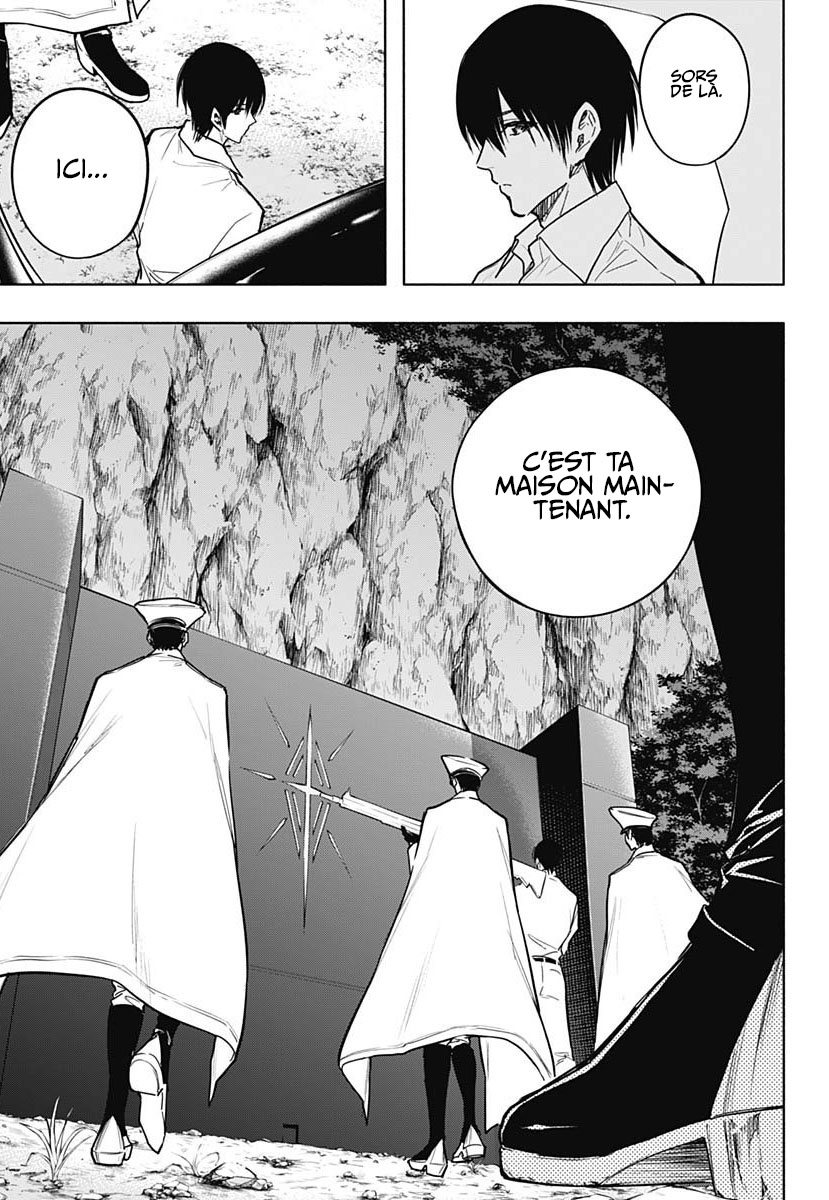 SORS
DE LÀ.
ICI...
C'EST TA
MAISON MAIN-
TENANT.